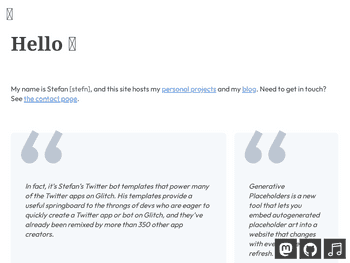 Hello
My name is Stefan [stefn], and this site hosts my personal projects and my blog. Need to get in touch?
See the contact page.
In fact, it's Stefan's Twitter bot templates that power many
of the Twitter apps on Glitch. His templates provide a
useful springboard to the throngs of devs who are eager to
quickly create a Twitter app or bot on Glitch, and they've
already been remixed by more than 350 other app
creators.
Generative
Placeholders is a new
tool that lets you
embed autogenerated
placeholder art into a
website that changes
with
refresh.